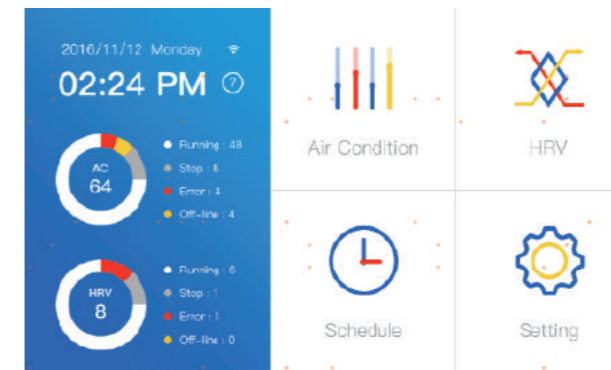 2016/11/12 Monday
02:24 PM ?
AC
64
Running : 48
Stop : 8
Error : 4
Off-line : 4
HRV
8
Running : 6
Stop : 1
Error : 1
Off-line : 0
Air Condition
HRV
Schedule
Setting